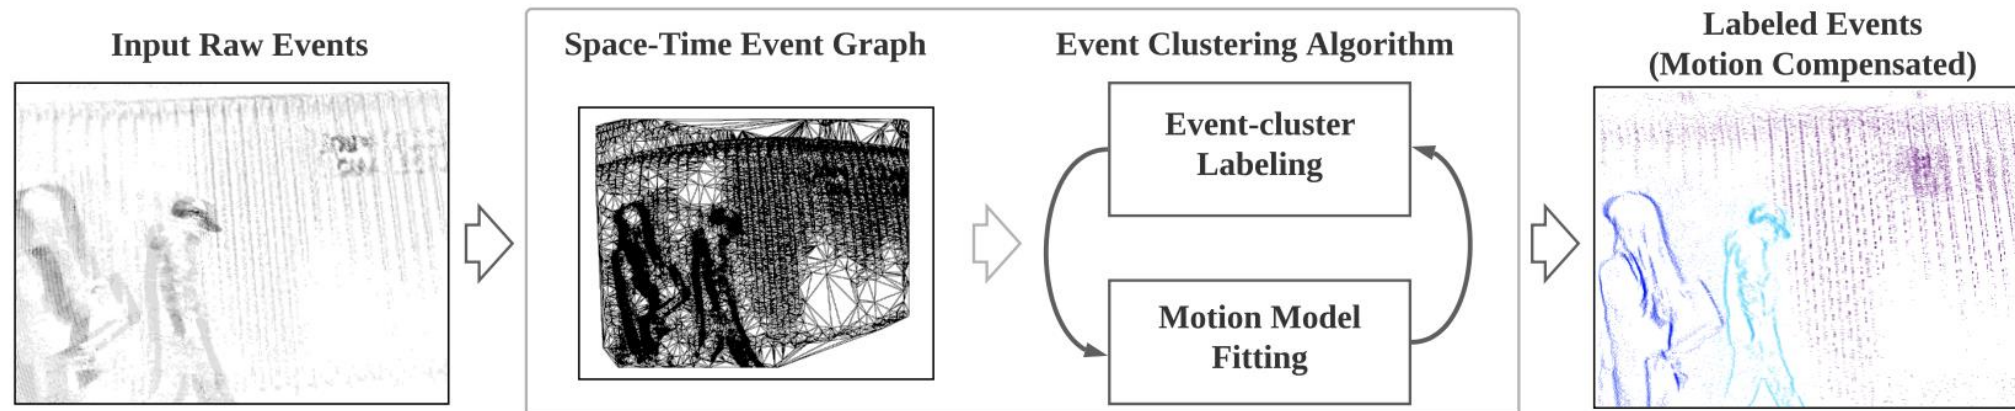 Input Raw Events
Space-Time Event Graph
Event Clustering Algorithm
Event-cluster
Labeling
Motion Model
Fitting
Labeled Events
(Motion Compensated)